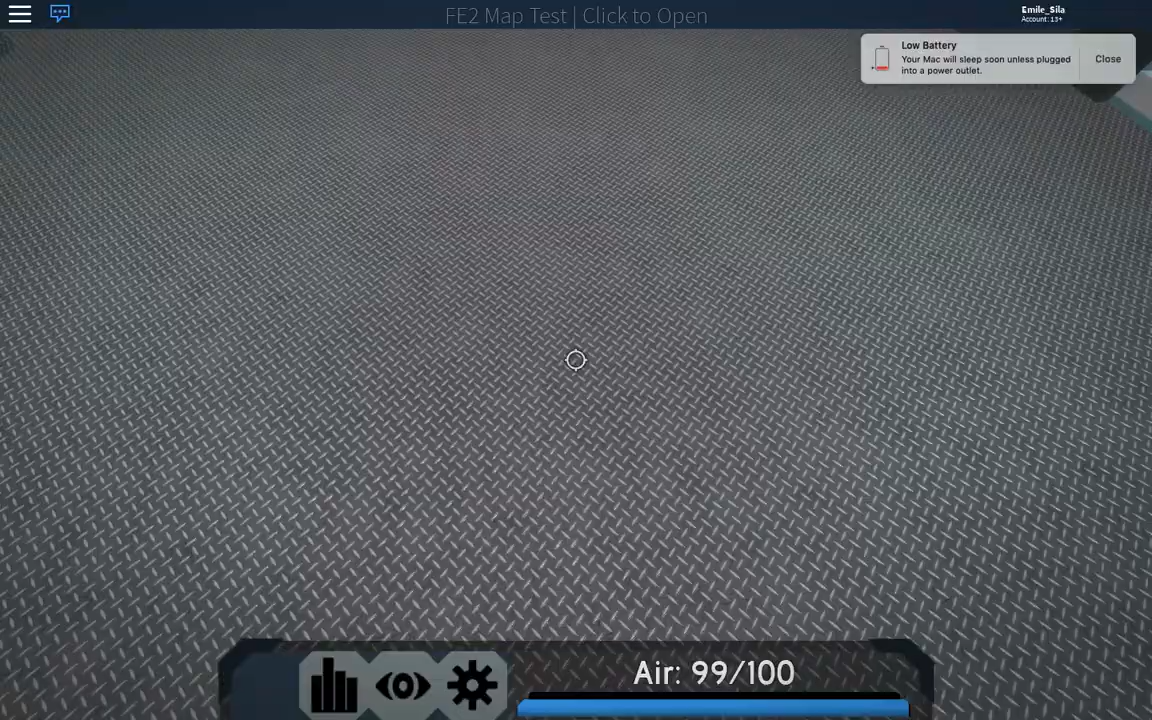 FE2 Map Test | Click to Open
Emile_Sila
Account: 13+
Low Battery
Your Mac will sleep soon unless plugged
into a power outlet.
Close
Air: 99/100